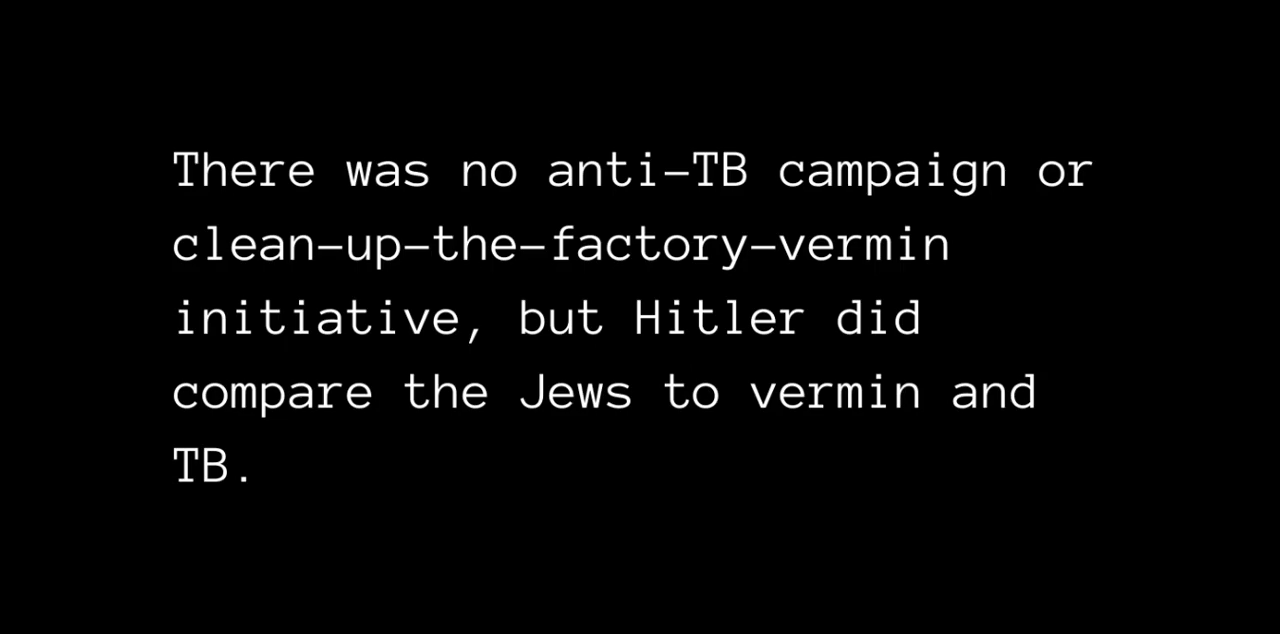 There was no anti-TB campaign or
clean-up-the-factory-vermin
initiative, but Hitler did
compare the Jews to vermin and
TB.